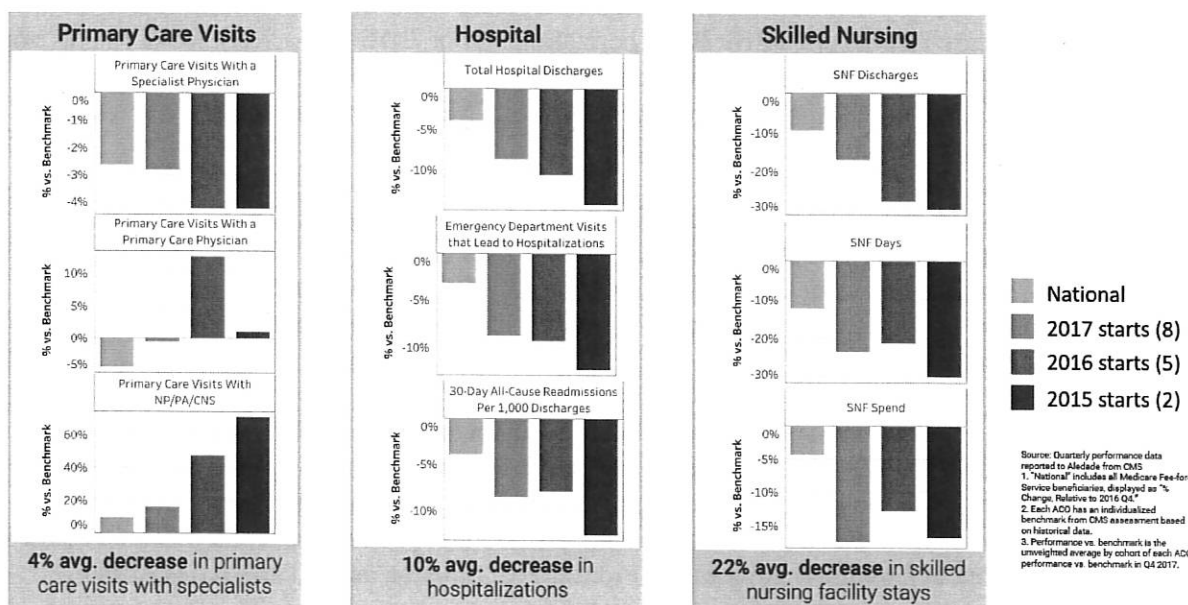 Primary Care Visits
Primary Care Visits With a
Specialist Physician
% vs. Benchmark
0%
-1%
-2%
-3%
-4%
Primary Care Visits With a
Primary Care Physician
% vs. Benchmark
10%
5%
0%
-5%
Primary Care Visits With
NP/PA/CNS
% vs. Benchmark
60%
40%
20%
0%
4% avg. decrease in primary
care visits with specialists
Hospital
Total Hospital Discharges
% vs. Benchmark
0%
-5%
-10%
Emergency Department Visits
that Lead to Hospitalizations
% vs. Benchmark
0%
-5%
-10%
30-Day All-Cause Readmissions
Per 1,000 Discharges
% vs. Benchmark
0%
-5%
-10%
10% avg. decrease in
hospitalizations
Skilled Nursing
SNF Discharges
% vs. Benchmark
0%
-10%
-20%
-30%
SNF Days
% vs. Benchmark
0%
-10%
-20%
-30%
SNF Spend
% vs. Benchmark
0%
-5%
-10%
-15%
22% avg. decrease in skilled
nursing facility stays
National
2017 starts (8)
2016 starts (5)
2015 starts (2)
Source: Quarterly performance data
reported to Aledade from CMS
1. "National" includes all Medicare Fee-for-
Service beneficiaries, displayed as "%
Change, Relative to 2016 Q4."
2. Each ACO has an individualized
benchmark from CMS assessment based
on historical data.
3. Performance vs. benchmark is the
unweighted average by cohort of each ACO
performance vs. benchmark in Q4 2017.